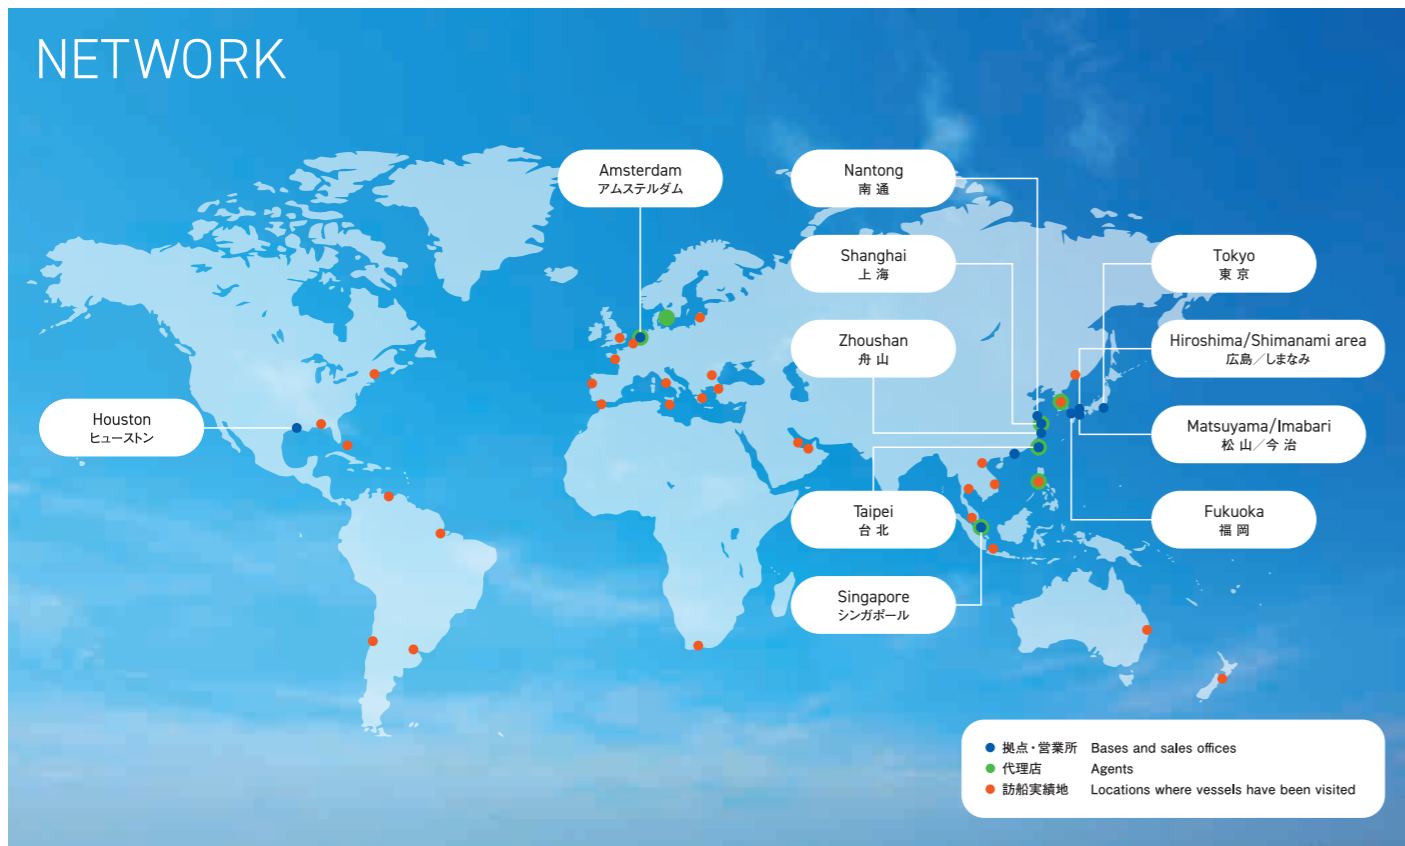 NETWORK
Amsterdam
アムステルダム
Nantong
南 通
Shanghai
上 海
Tokyo
東 京
Zhoushan
舟 山
Hiroshima/Shimanami area
広島／しまなみ
Houston
ヒューストン
Matsuyama/Imabari
松 山／今 治
Taipei
台 北
Fukuoka
福 岡
Singapore
シンガポール
拠点・営業所 Bases and sales offices
代理店 Agents
訪船実績地 Locations where vessels have been visited